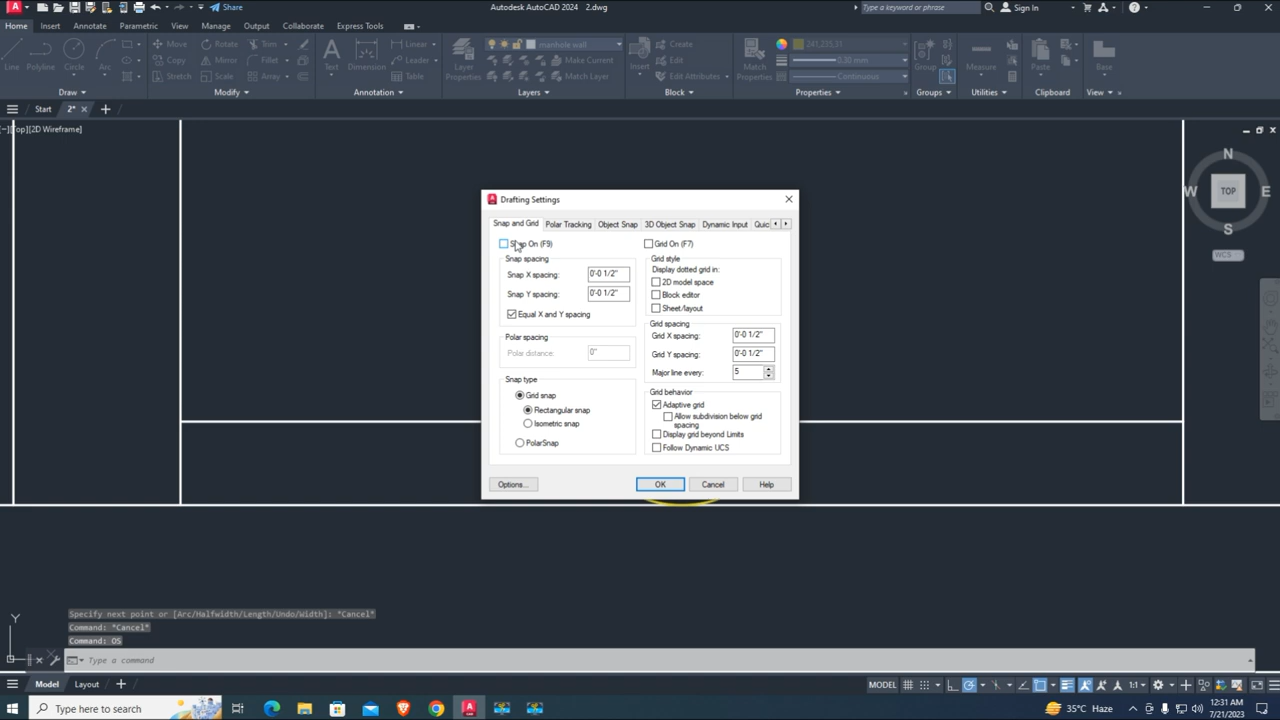 Share
Autodesk AutoCAD 2024 2.dwg
Type a keyword or phrase
Sign In
Home Insert Annotate Parametric View Manage Output Collaborate Express Tools
Line Polyline Circle Arc
Move Rotate Trim
Copy Mirror Fillet
Stretch Scale Array
Text Dimension
Linear
Leader
Table
Layer Properties
manhole wall
Make Current
Match Layer
Insert
Create
Edit
Edit Attributes
Match Properties
241,235,31
0.30 mm
Continuous
Group
Measure
Paste
Base
Draw Modify Annotation Layers Block Properties Groups Utilities Clipboard View
Start 2*
[−][Top][2D Wireframe]
N
W TOP E
S
WCS
Drafting Settings
Snap and Grid Polar Tracking Object Snap 3D Object Snap Dynamic Input Quic
Snap On (F9)
Snap spacing
Snap X spacing: 0'-0 1/2"
Snap Y spacing: 0'-0 1/2"
Equal X and Y spacing
Polar spacing
Polar distance: 0"
Snap type
Grid snap
Rectangular snap
Isometric snap
PolarSnap
Grid On (F7)
Grid style
Display dotted grid in:
2D model space
Block editor
Sheet/layout
Grid spacing
Grid X spacing: 0'-0 1/2"
Grid Y spacing: 0'-0 1/2"
Major line every: 5
Grid behavior
Adaptive grid
Allow subdivision below grid
spacing
Display grid beyond Limits
Follow Dynamic UCS
Options... OK Cancel Help
Specify next point or [Arc/Halfwidth/Length/Undo/Width]: *Cancel*
Command: *Cancel*
Command: OS
Type a command
Y
X
Model Layout
MODEL
1:1
Type here to search
35°C Haze
12:31 AM
7/21/2023